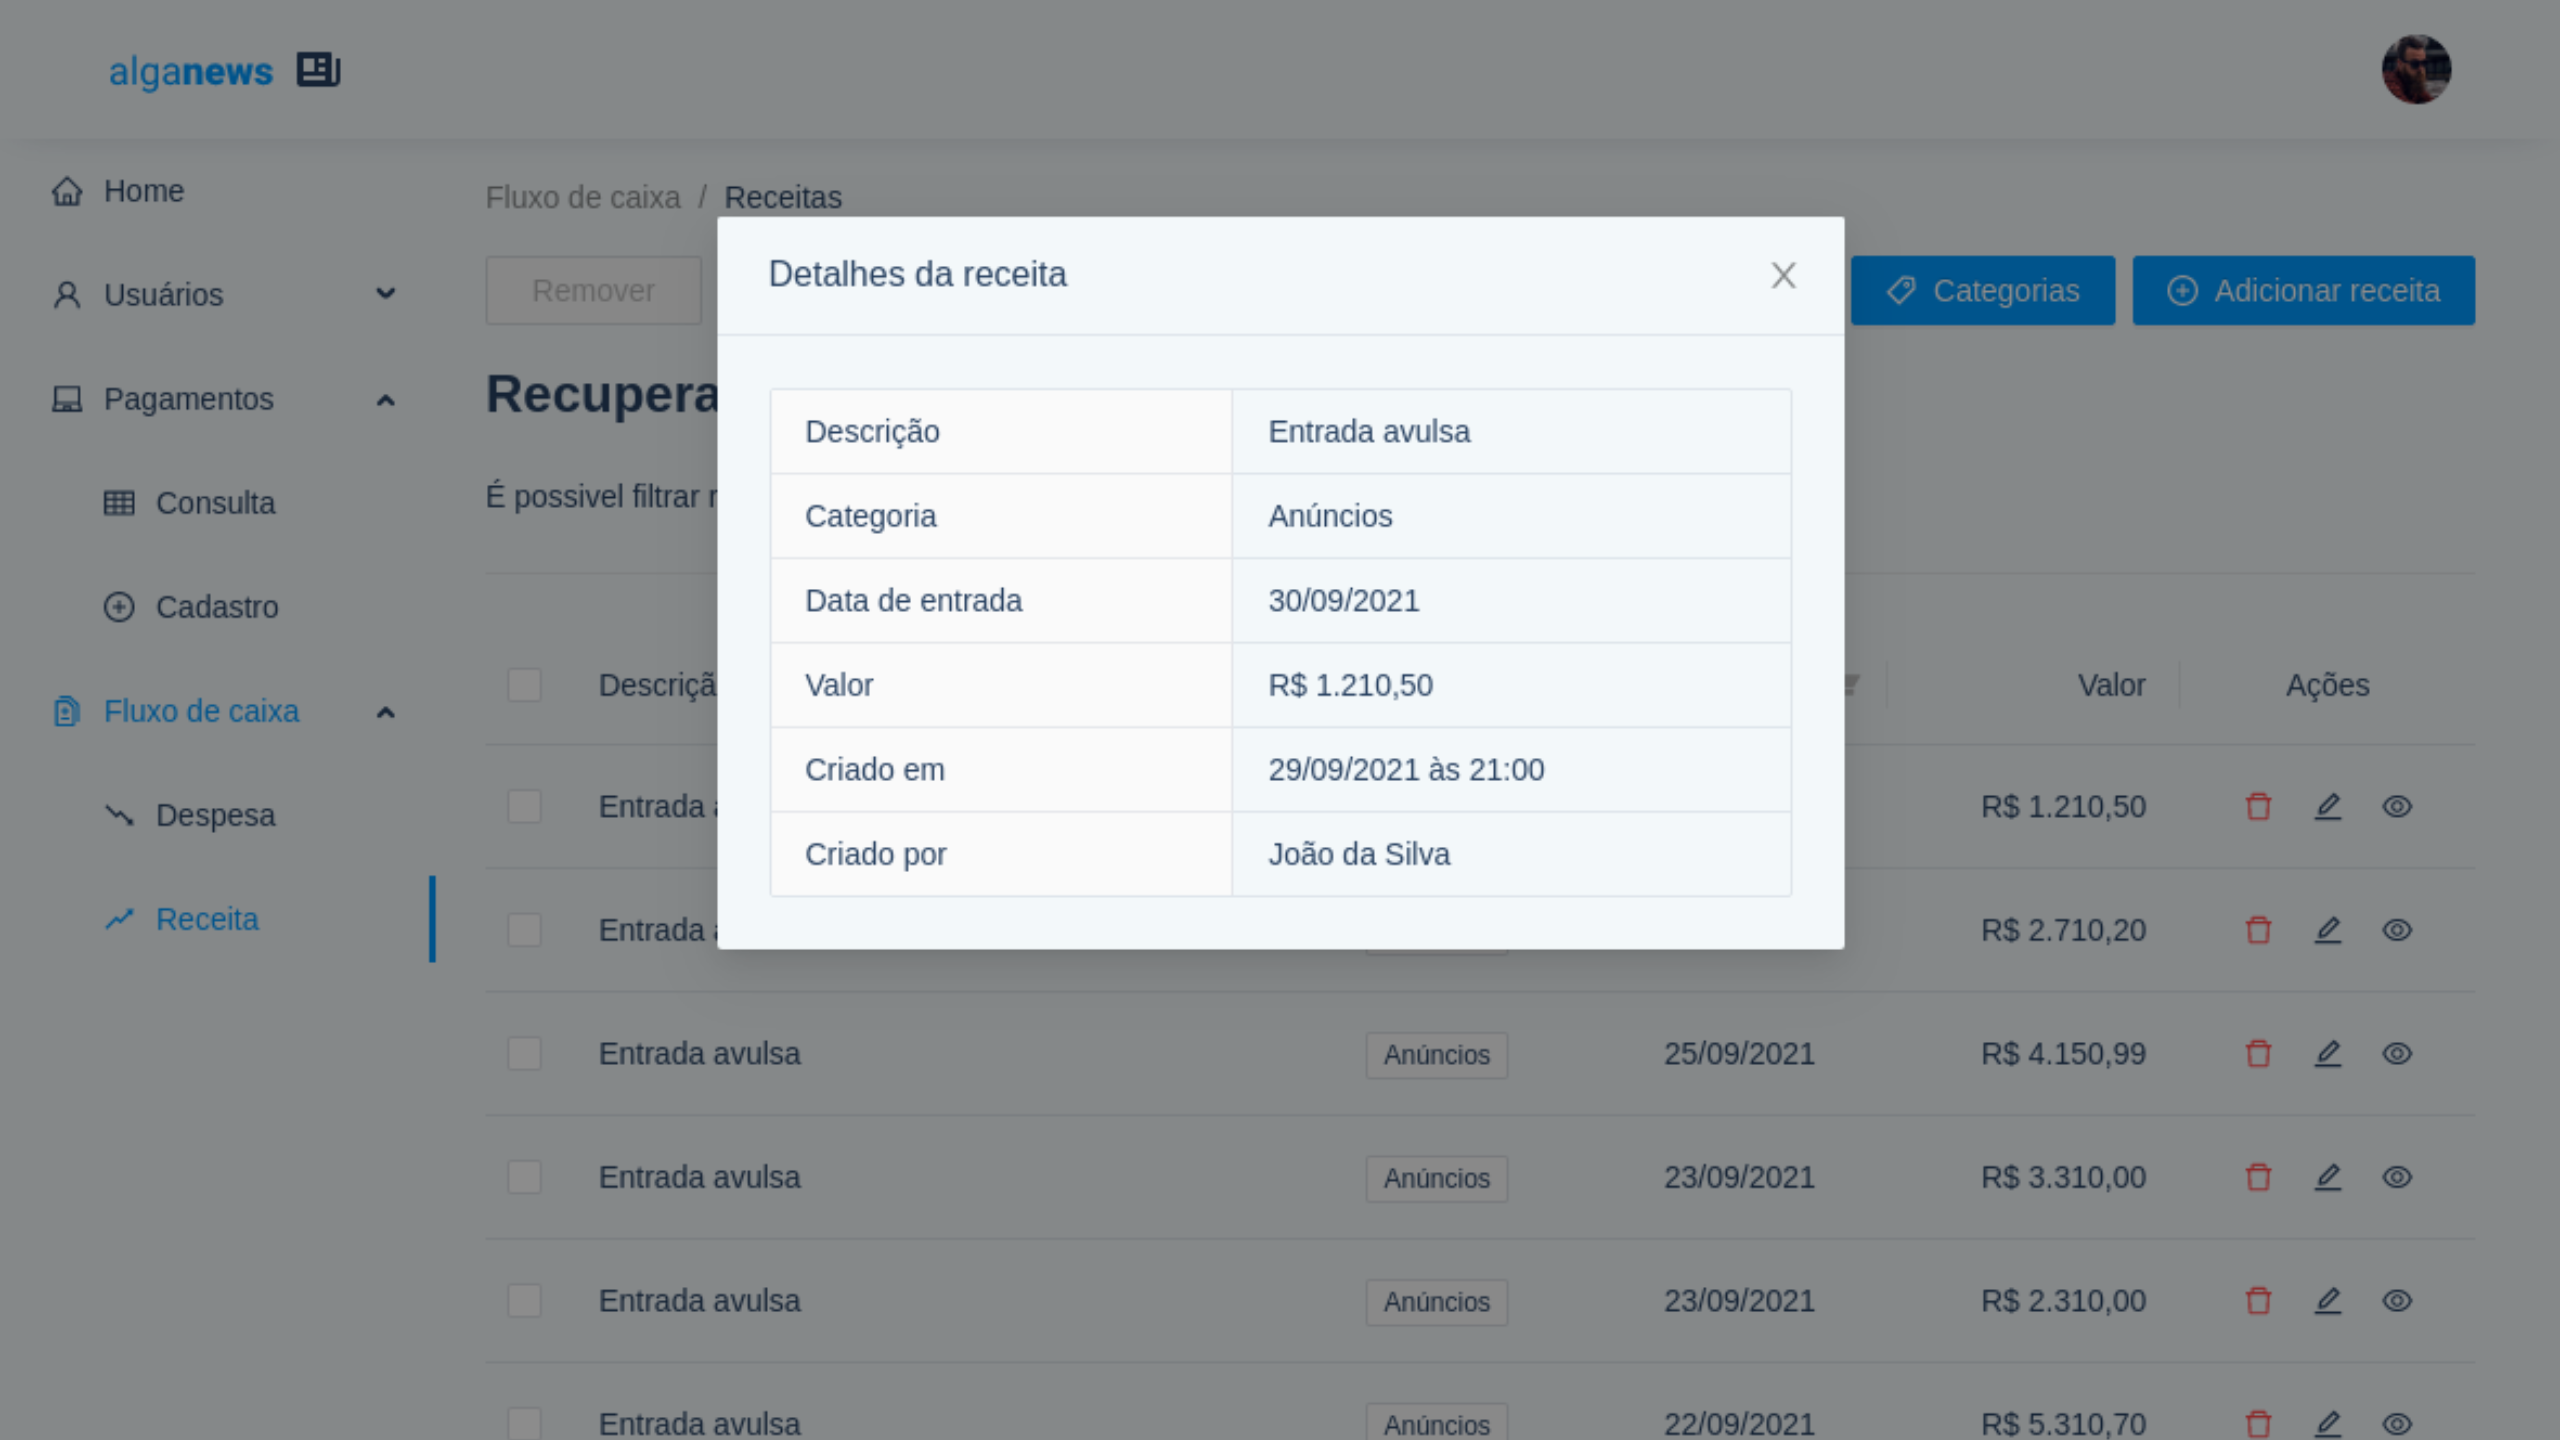 alganews
Home
Usuários
Pagamentos
Consulta
Cadastro
Fluxo de caixa
Despesa
Receita
Fluxo de caixa / Receitas
Remover
Categorias
Adicionar receita
É possivel filtrar
Detalhes da receita
Descrição Entrada avulsa
Categoria Anúncios
Data de entrada 30/09/2021
Valor R$ 1.210,50
Criado em 29/09/2021 às 21:00
Criado por João da Silva
Valor Ações
Entrada R$ 1.210,50
Entrada R$ 2.710,20
Entrada avulsa Anúncios 25/09/2021 R$ 4.150,99
Entrada avulsa Anúncios 23/09/2021 R$ 3.310,00
Entrada avulsa Anúncios 23/09/2021 R$ 2.310,00
Entrada avulsa Anúncios 22/09/2021 R$ 5.310,70